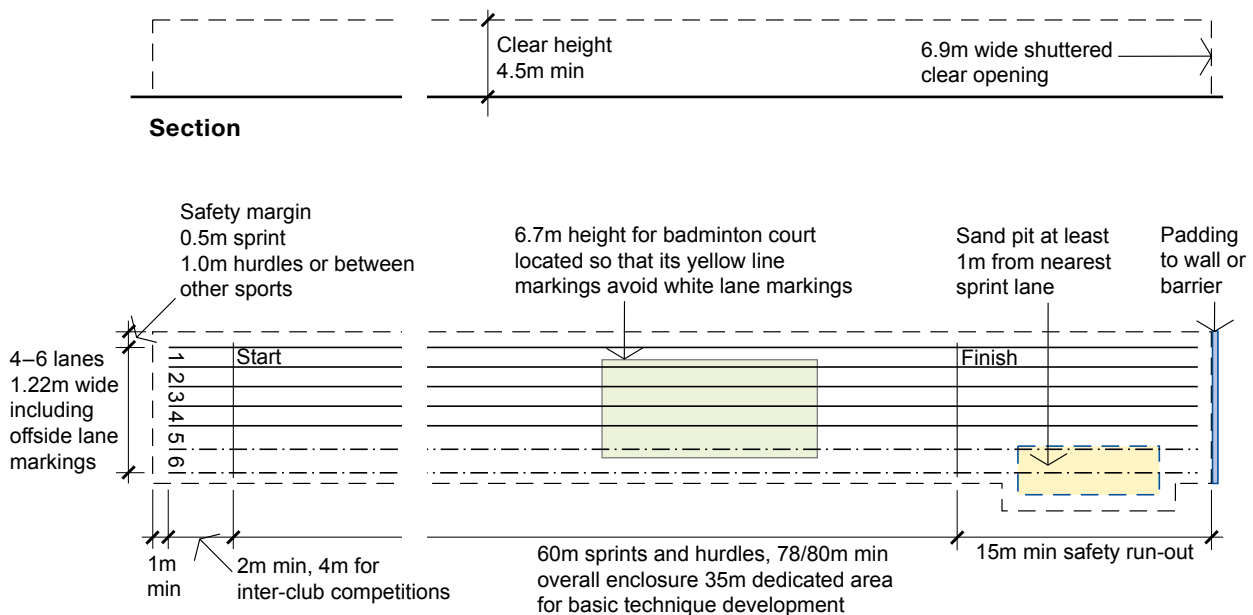 Clear height
4.5m min
6.9m wide shuttered
clear opening
Section
Safety margin
0.5m sprint
1.0m hurdles or between
other sports
6.7m height for badminton court
located so that its yellow line
markings avoid white lane markings
Sand pit at least
1m from nearest
sprint lane
Padding
to wall or
barrier
4–6 lanes
1.22m wide
including
offside lane
markings
1
2
3
4
5
6
Start
Finish
1m
min
2m min, 4m for
inter-club competitions
60m sprints and hurdles, 78/80m min
overall enclosure 35m dedicated area
for basic technique development
15m min safety run-out